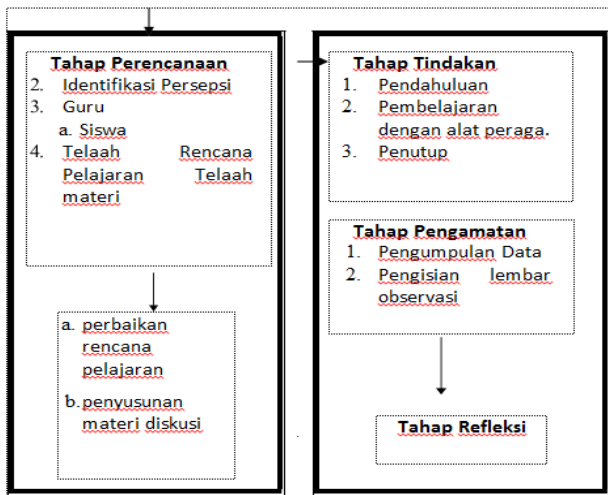 Tahap Perencanaan
2. Identifikasi Persepsi
3. Guru
a. Siswa
4. Telaah Rencana
Pelajaran Telaah
materi
a. perbaikan
rencana
pelajaran
b.penyusunan
materi diskusi
Tahap Tindakan
1. Pendahuluan
2. Pembelajaran
dengan alat peraga.
3. Penutup
Tahap Pengamatan
1. Pengumpulan Data
2. Pengisian lembar
observasi
Tahap Refleksi